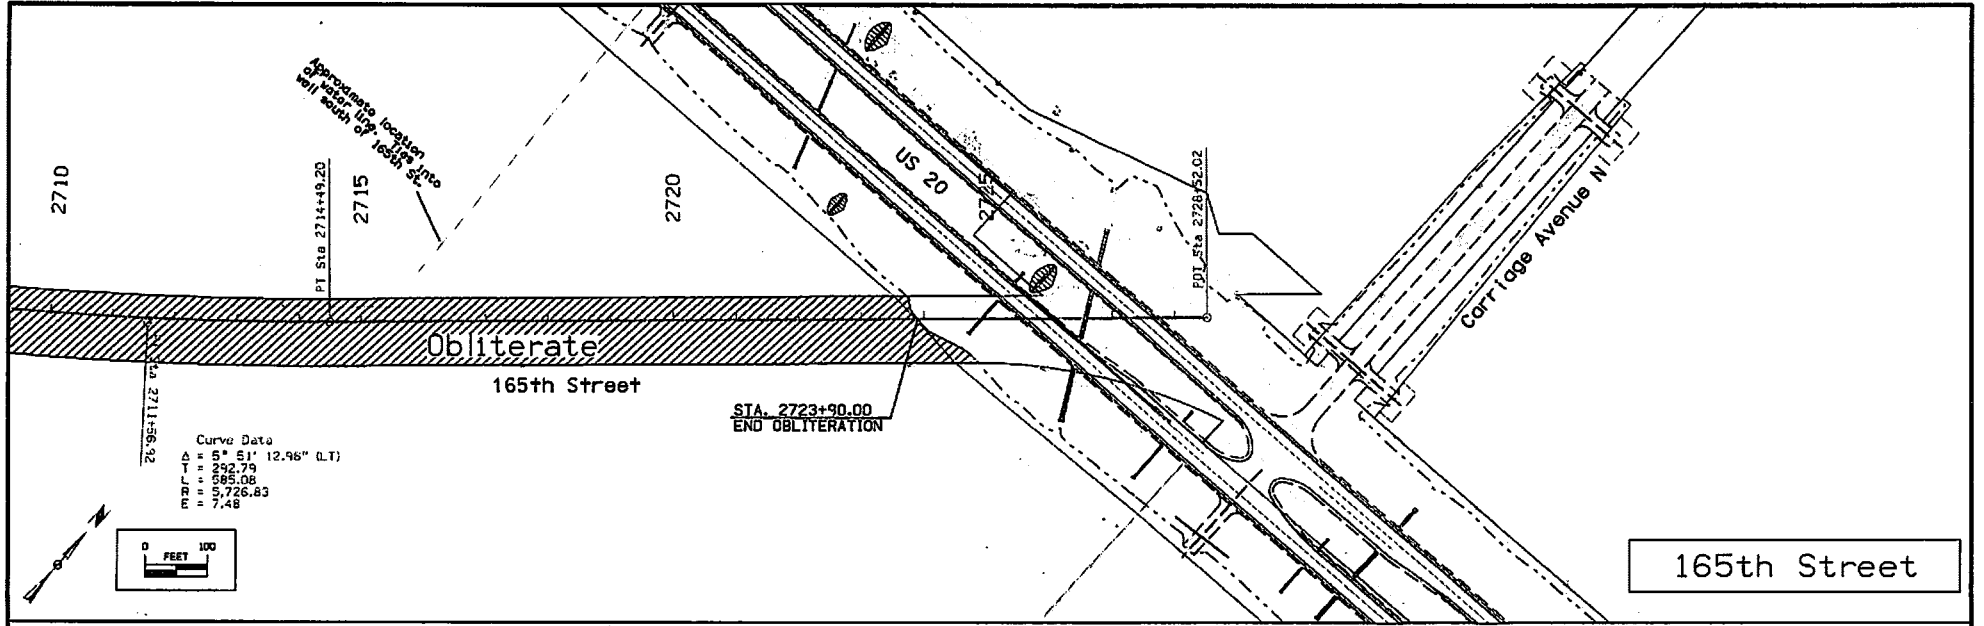 Approximate location
of water line. Ties into
well south of
165th St.
2710
PT Sta 2714+49.20
2715
2720
US 20
2725
POT Sta 2728+52.02
Carriage Avenue N
Obliterate
165th Street
Sta 2711+56.92
STA. 2723+90.00
END OBLITERATION
Curve Data
Δ = 5° 51' 12.96" (LT)
T = 292.79
L = 585.08
R = 5,726.83
E = 7.48
N
0 100
FEET
165th Street